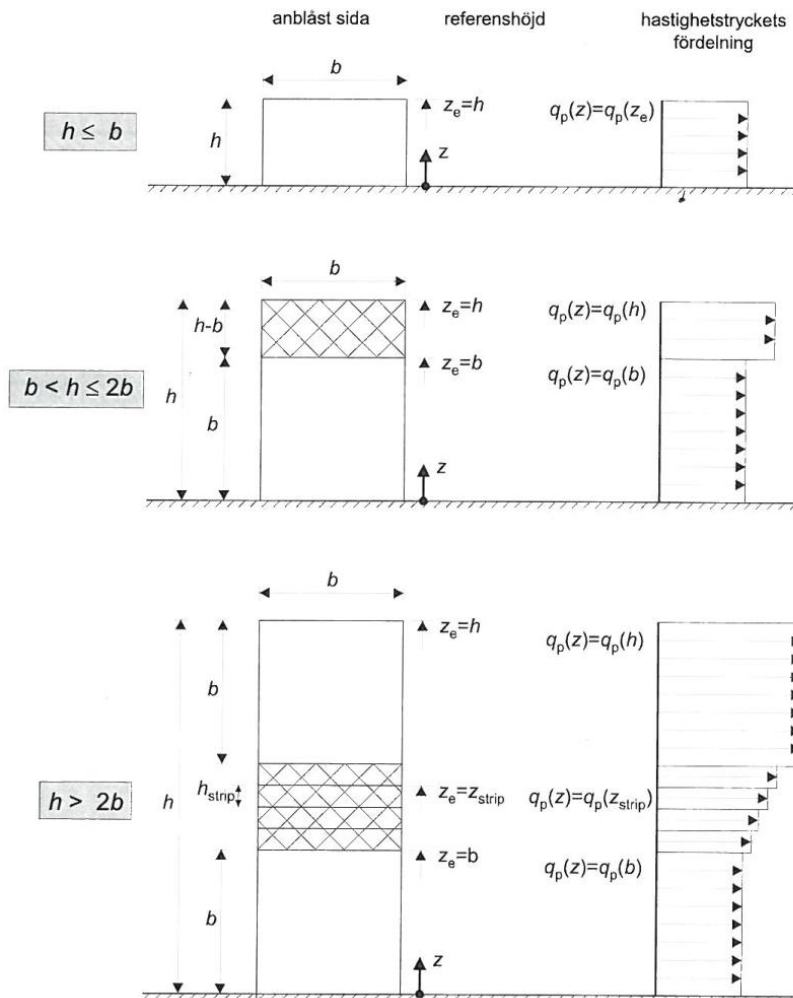 anblåst sida referenshöjd hastighetstryckets
fördelning
b
h ≤ b
h
z_e=h
q_p(z)=q_p(z_e)
z
b
z_e=h
q_p(z)=q_p(h)
h-b
z_e=b
q_p(z)=q_p(b)
b < h ≤ 2b
h
b
z
b
z_e=h
q_p(z)=q_p(h)
b
h > 2b
h
h_strip
z_e=z_strip
q_p(z)=q_p(z_strip)
z_e=b
q_p(z)=q_p(b)
b
z